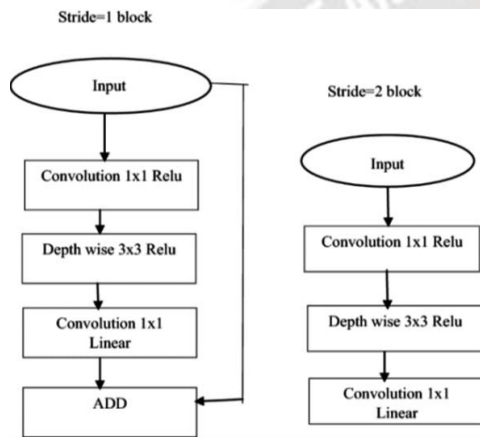 Stride=1 block
Input
Convolution 1x1 Relu
Depth wise 3x3 Relu
Convolution 1x1
Linear
ADD
Stride=2 block
Input
Convolution 1x1 Relu
Depth wise 3x3 Relu
Convolution 1x1
Linear